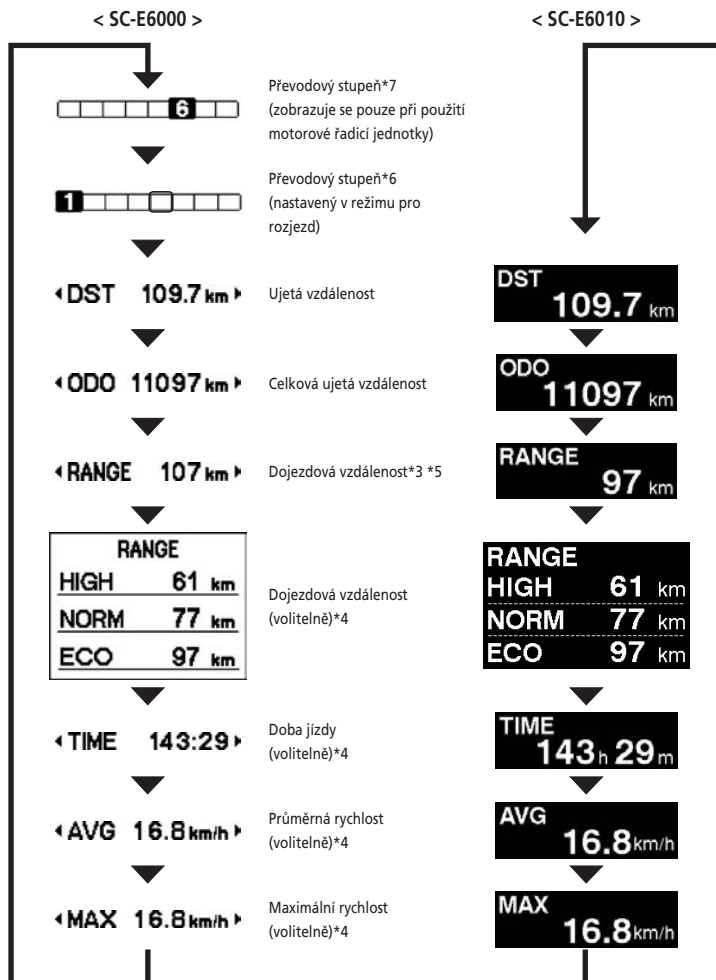 < SC-E6000 >
< SC-E6010 >
6
Převodový stupeň*7
(zobrazuje se pouze při použití
motorové řadicí jednotky)
1
Převodový stupeň*6
(nastavený v režimu pro
rozjezd)
DST 109.7 km
Ujetá vzdálenost
DST
109.7 km
ODO 11097 km
Celková ujetá vzdálenost
ODO
11097 km
RANGE 107 km
Dojezdová vzdálenost*3 *5
RANGE
97 km
RANGE
HIGH 61 km
NORM 77 km
ECO 97 km
Dojezdová vzdálenost
(volitelně)*4
RANGE
HIGH 61 km
NORM 77 km
ECO 97 km
TIME 143:29
Doba jízdy
(volitelně)*4
TIME
143 h 29 m
AVG 16.8 km/h
Průměrná rychlost
(volitelně)*4
AVG
16.8 km/h
MAX 16.8 km/h
Maximální rychlost
(volitelně)*4
MAX
16.8 km/h